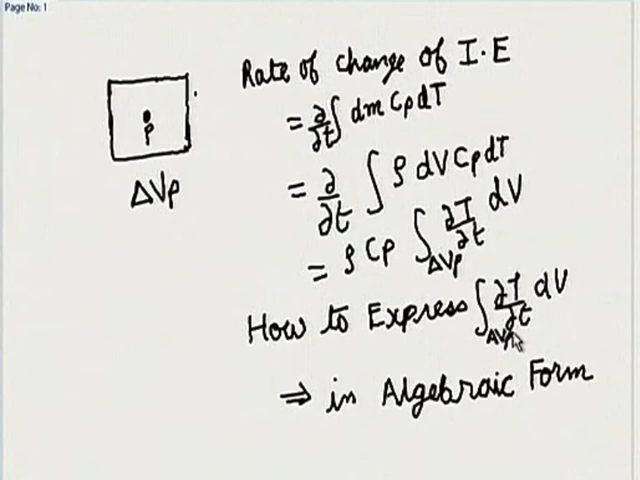 Page No: 1
Rate of change of I.E
= ∂/∂t ∫ dm Cp dT
= ∂/∂t ∫ ρ dV Cp dT
= ρ Cp ∫ΔVp ∂T/∂t dV
P
ΔVp
How to Express ∫ΔVp ∂T/∂t dV
⇒ in Algebraic Form